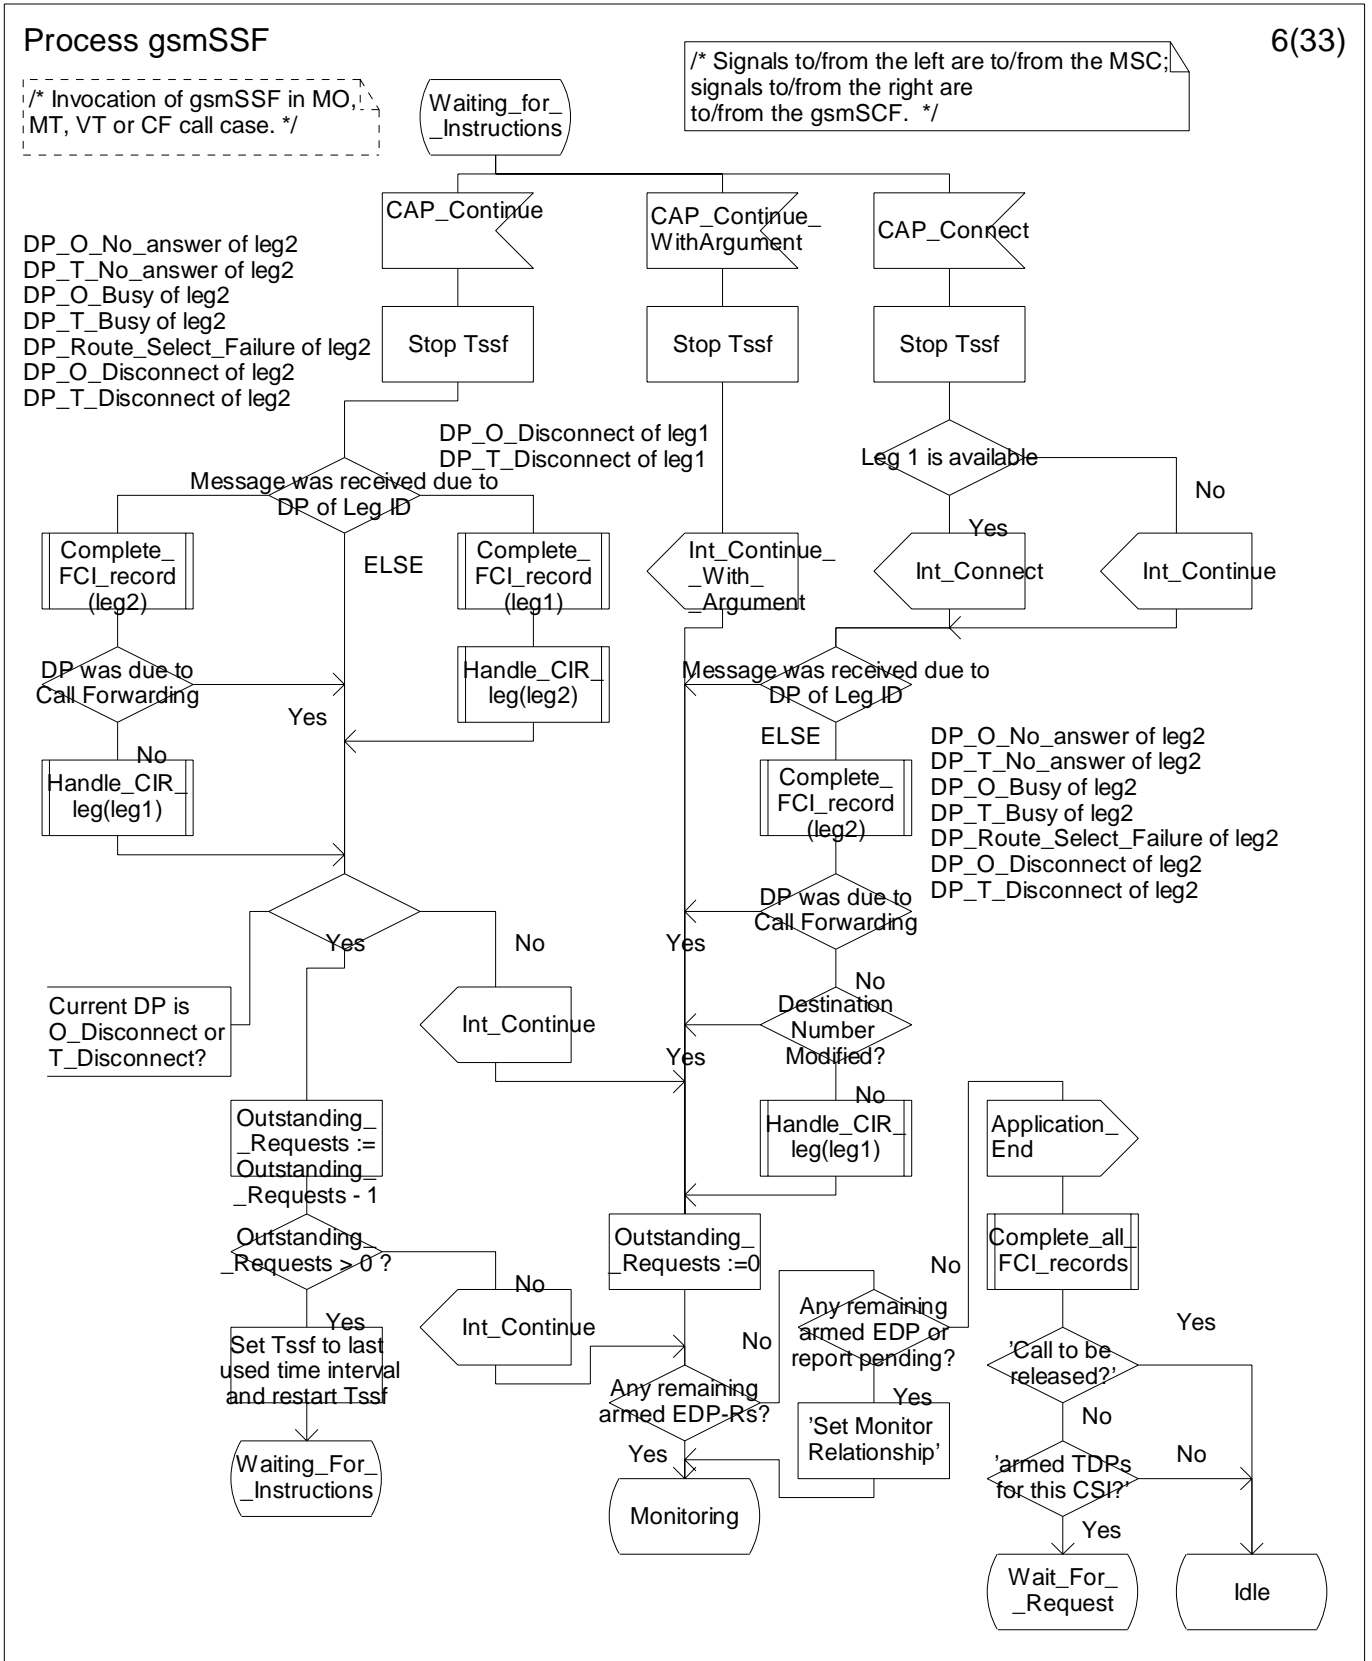 Process gsmSSF
6(33)
/* Invocation of gsmSSF in MO,
MT, VT or CF call case. */
Waiting_for_
_Instructions
/* Signals to/from the left are to/from the MSC;
signals to/from the right are
to/from the gsmSCF.  */
CAP_Continue
CAP_Continue_
WithArgument
CAP_Connect
DP_O_No_answer of leg2
DP_T_No_answer of leg2
DP_O_Busy of leg2
DP_T_Busy of leg2
DP_Route_Select_Failure of leg2
DP_O_Disconnect of leg2
DP_T_Disconnect of leg2
Stop Tssf
Stop Tssf
Stop Tssf
DP_O_Disconnect of leg1
DP_T_Disconnect of leg1
Message was received due to
DP of Leg ID
Leg 1 is available
No
Yes
Complete_
FCI_record
(leg2)
ELSE
Complete_
FCI_record
(leg1)
Int_Continue_
_With_
_Argument
Int_Connect
Int_Continue
DP was due to
Call Forwarding
Yes
Handle_CIR_
leg(leg2)
Message was received due to
DP of Leg ID
ELSE
No
Handle_CIR_
leg(leg1)
Complete_
FCI_record
(leg2)
DP_O_No_answer of leg2
DP_T_No_answer of leg2
DP_O_Busy of leg2
DP_T_Busy of leg2
DP_Route_Select_Failure of leg2
DP_O_Disconnect of leg2
DP_T_Disconnect of leg2
DP was due to
Call Forwarding
Yes
No
Yes
No
Current DP is
O_Disconnect or
T_Disconnect?
Int_Continue
Destination
Number
Modified?
Yes
No
Outstanding_
_Requests :=
Outstanding_
_Requests - 1
Handle_CIR_
leg(leg1)
Application_
End
Outstanding_
_Requests > 0 ?
No
Yes
Outstanding_
_Requests :=0
Complete_all_
FCI_records
Int_Continue
No
Any remaining
armed EDP or
report pending?
No
Yes
'Call to be
released?'
Yes
No
Set Tssf to last
used time interval
and restart Tssf
Any remaining
armed EDP-Rs?
Yes
'Set Monitor
Relationship'
'armed TDPs
for this CSI?'
No
Yes
Waiting_For_
_Instructions
Monitoring
Wait_For_
_Request
Idle